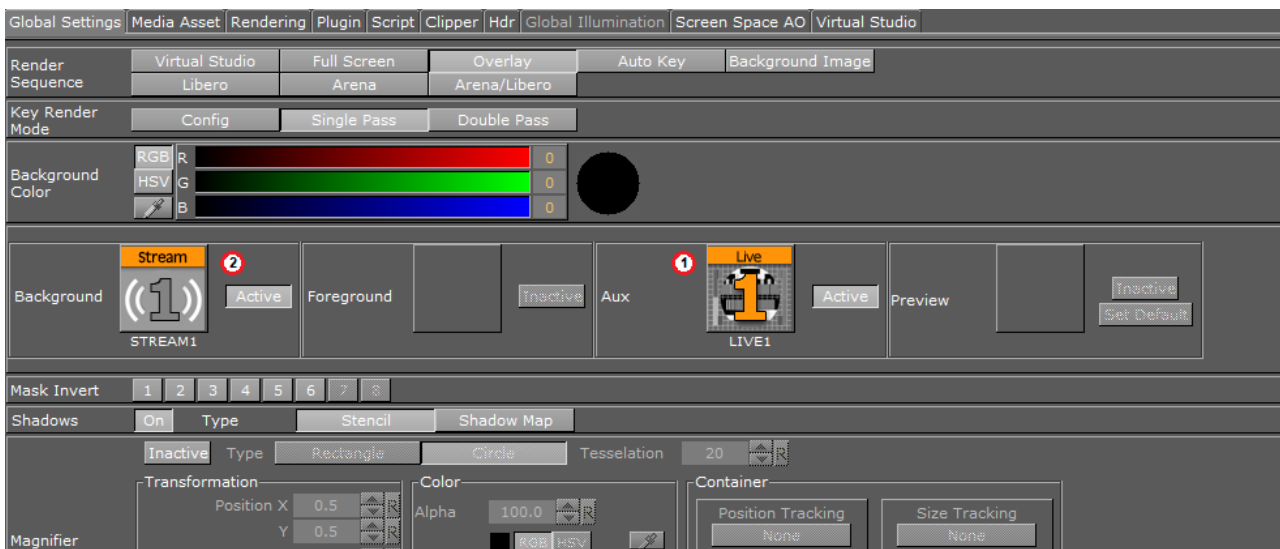 Global Settings Media Asset Rendering Plugin Script Clipper Hdr Global Illumination Screen Space AO Virtual Studio
Render Sequence
Virtual Studio Full Screen Overlay Auto Key Background Image
Libero Arena Arena/Libero
Key Render Mode
Config Single Pass Double Pass
Background Color
RGB R 0
HSV G 0
B 0
Background
Stream
1
STREAM1
2
Active
Foreground
Inactive
Aux
1
Live
1
LIVE1
Active
Preview
Inactive
Set Default
Mask Invert 1 2 3 4 5 6 7 8
Shadows On Type Stencil Shadow Map
Magnifier
Inactive Type Rectangle Circle Tesselation 20 R
Transformation
Position X 0.5 R
Y 0.5 R
Color
Alpha 100.0 R
RGB HSV
Container
Position Tracking
None
Size Tracking
None